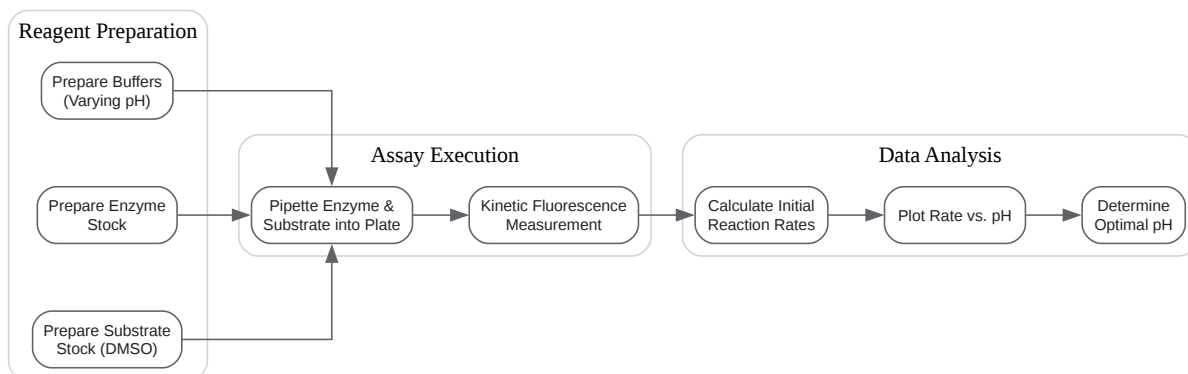 Reagent Preparation
Prepare Buffers
(Varying pH)
Prepare Enzyme
Stock
Prepare Substrate
Stock (DMSO)
Assay Execution
Pipette Enzyme &
Substrate into Plate
Kinetic Fluorescence
Measurement
Data Analysis
Calculate Initial
Reaction Rates
Plot Rate vs. pH
Determine
Optimal pH